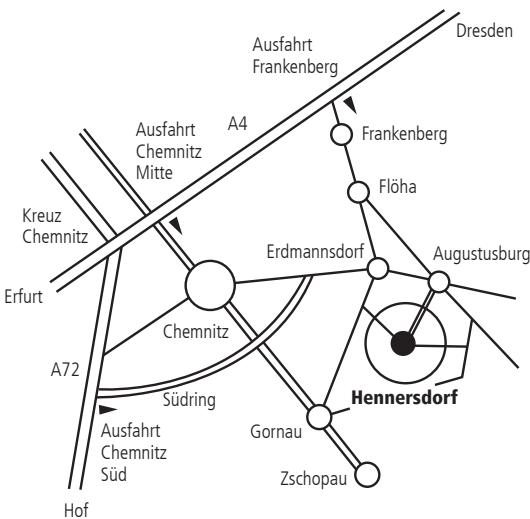 Dresden
Ausfahrt
Frankenberg
A4
Ausfahrt
Chemnitz
Mitte
Frankenberg
Flöha
Kreuz
Chemnitz
Erdmannsdorf
Augustusburg
Erfurt
Chemnitz
A72
Südring
Hennersdorf
Ausfahrt
Chemnitz
Süd
Gornau
Zschopau
Hof